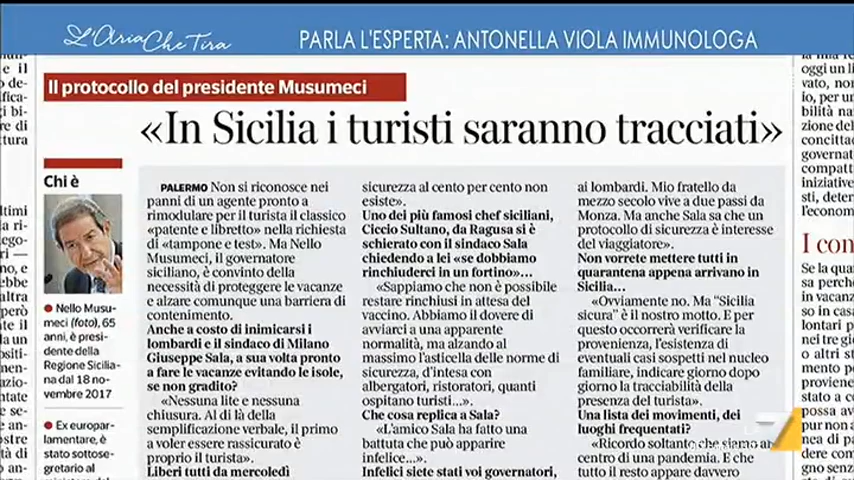 L'Aria Che Tira
PARLA L'ESPERTA: ANTONELLA VIOLA IMMUNOLOGA
Il protocollo del presidente Musumeci
«In Sicilia i turisti saranno tracciati»
Chi è
Nello Musu-
meci (foto), 65
anni, è presi-
dente della
Regione Sicilia-
na dal 18 no-
vembre 2017
Ex europar-
lamentare, è
stato sottose-
gretario al
PALERMO Non si riconosce nei
panni di un agente pronto a
rimodulare per il turista il classico
«patente e libretto» nella richiesta
di «tampone e test». Ma Nello
Musumeci, il governatore
siciliano, è convinto della
necessità di proteggere le vacanze
e alzare comunque una barriera di
contenimento.
Anche a costo di inimicarsi i
lombardi e il sindaco di Milano
Giuseppe Sala, a sua volta pronto
a fare le vacanze evitando le isole,
se non gradito?
«Nessuna lite e nessuna
chiusura. Al di là della
semplificazione verbale, il primo
a voler essere rassicurato è
proprio il turista».
Liberi tutti da mercoledì
sicurezza al cento per cento non
esiste».
Uno dei più famosi chef siciliani,
Ciccio Sultano, da Ragusa si è
schierato con il sindaco Sala
chiedendo a lei «se dobbiamo
rinchiuderci in un fortino»...
«Sappiamo che non è possibile
restare rinchiusi in attesa del
vaccino. Abbiamo il dovere di
avviarci a una apparente
normalità, ma alzando al
massimo l'asticella delle norme di
sicurezza, d'intesa con
albergatori, ristoratori, quanti
ospitano turisti...».
Che cosa replica a Sala?
«L'amico Sala ha fatto una
battuta che può apparire
infelice...».
Infelici siete stati voi governatori,
ai lombardi. Mio fratello da
mezzo secolo vive a due passi da
Monza. Ma anche Sala sa che un
protocollo di sicurezza è interesse
del viaggiatore».
Non vorrete mettere tutti in
quarantena appena arrivano in
Sicilia...
«Ovviamente no. Ma "Sicilia
sicura" è il nostro motto. E per
questo occorrerà verificare la
provenienza, l'esistenza di
eventuali casi sospetti nel nucleo
familiare, indicare giorno dopo
giorno la tracciabilità della
presenza del turista».
Una lista dei movimenti, dei
luoghi frequentati?
«Ricordo soltanto che siamo al
centro di una pandemia. E che
tutto il resto appare davvero